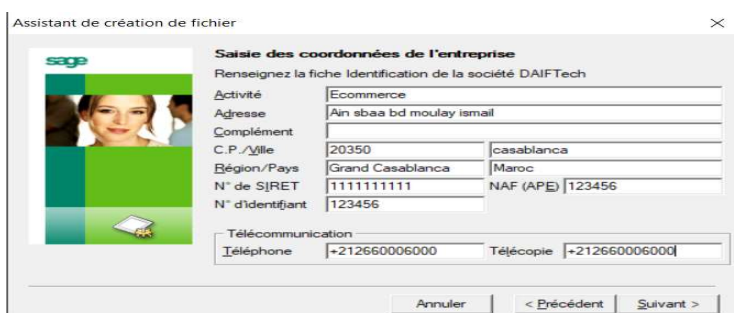 Assistant de création de fichier
sage
Saisie des coordonnées de l'entreprise
Renseignez la fiche Identification de la société DAIFTech
Activité Ecommerce
Adresse Ain sbaa bd moulay ismail
Complément
C.P./Ville 20350 casablanca
Région/Pays Grand Casablanca Maroc
N° de SIRET 1111111111 NAF (APE) 123456
N° d'identifiant 123456
Télécommunication
Téléphone +212660006000 Télécopie +212660006000
Annuler < Précédent Suivant >